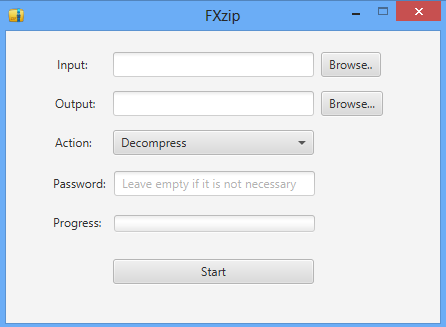 FXzip
Input: Browse..
Output: Browse...
Action: Decompress
Password: Leave empty if it is not necessary
Progress:
Start